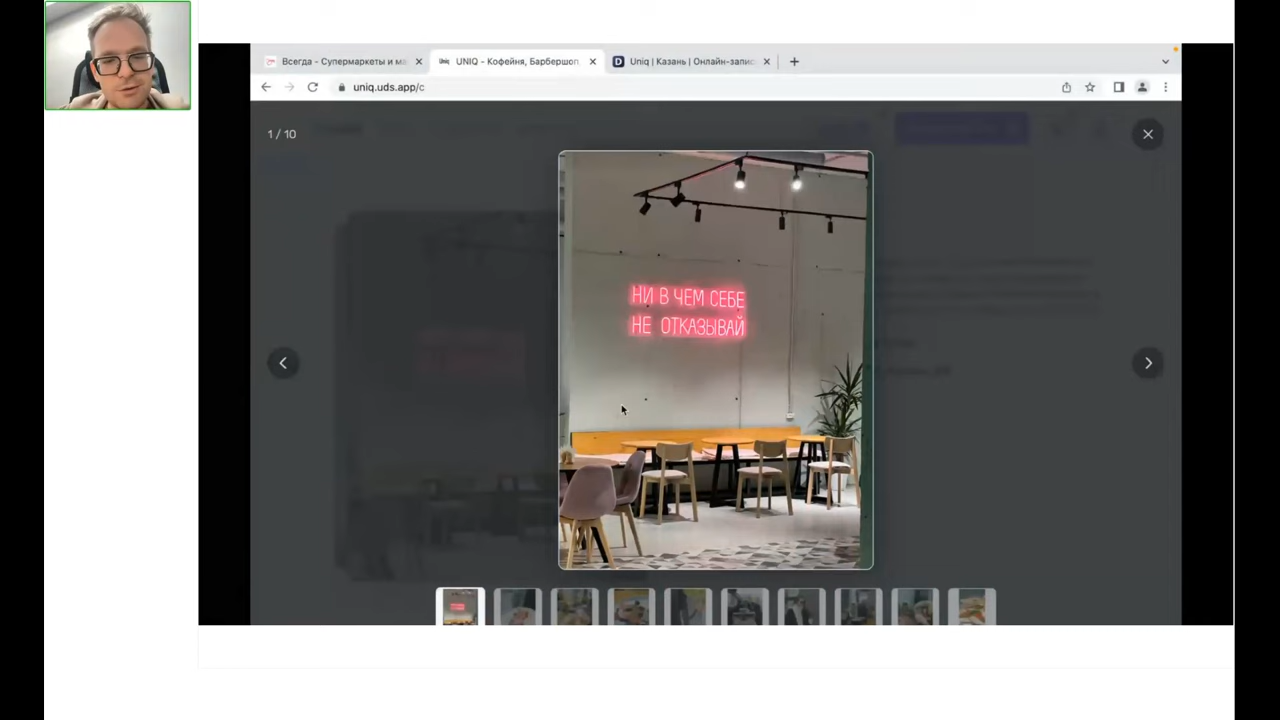 Всегда - Супермаркеты и ма
UNIQ - Кофейня, Барбершоп,
Uniq | Казань | Онлайн-запис
uniq.uds.app/c
1 / 10
НИ В ЧЕМ СЕБЕ
НЕ ОТКАЗЫВАЙ